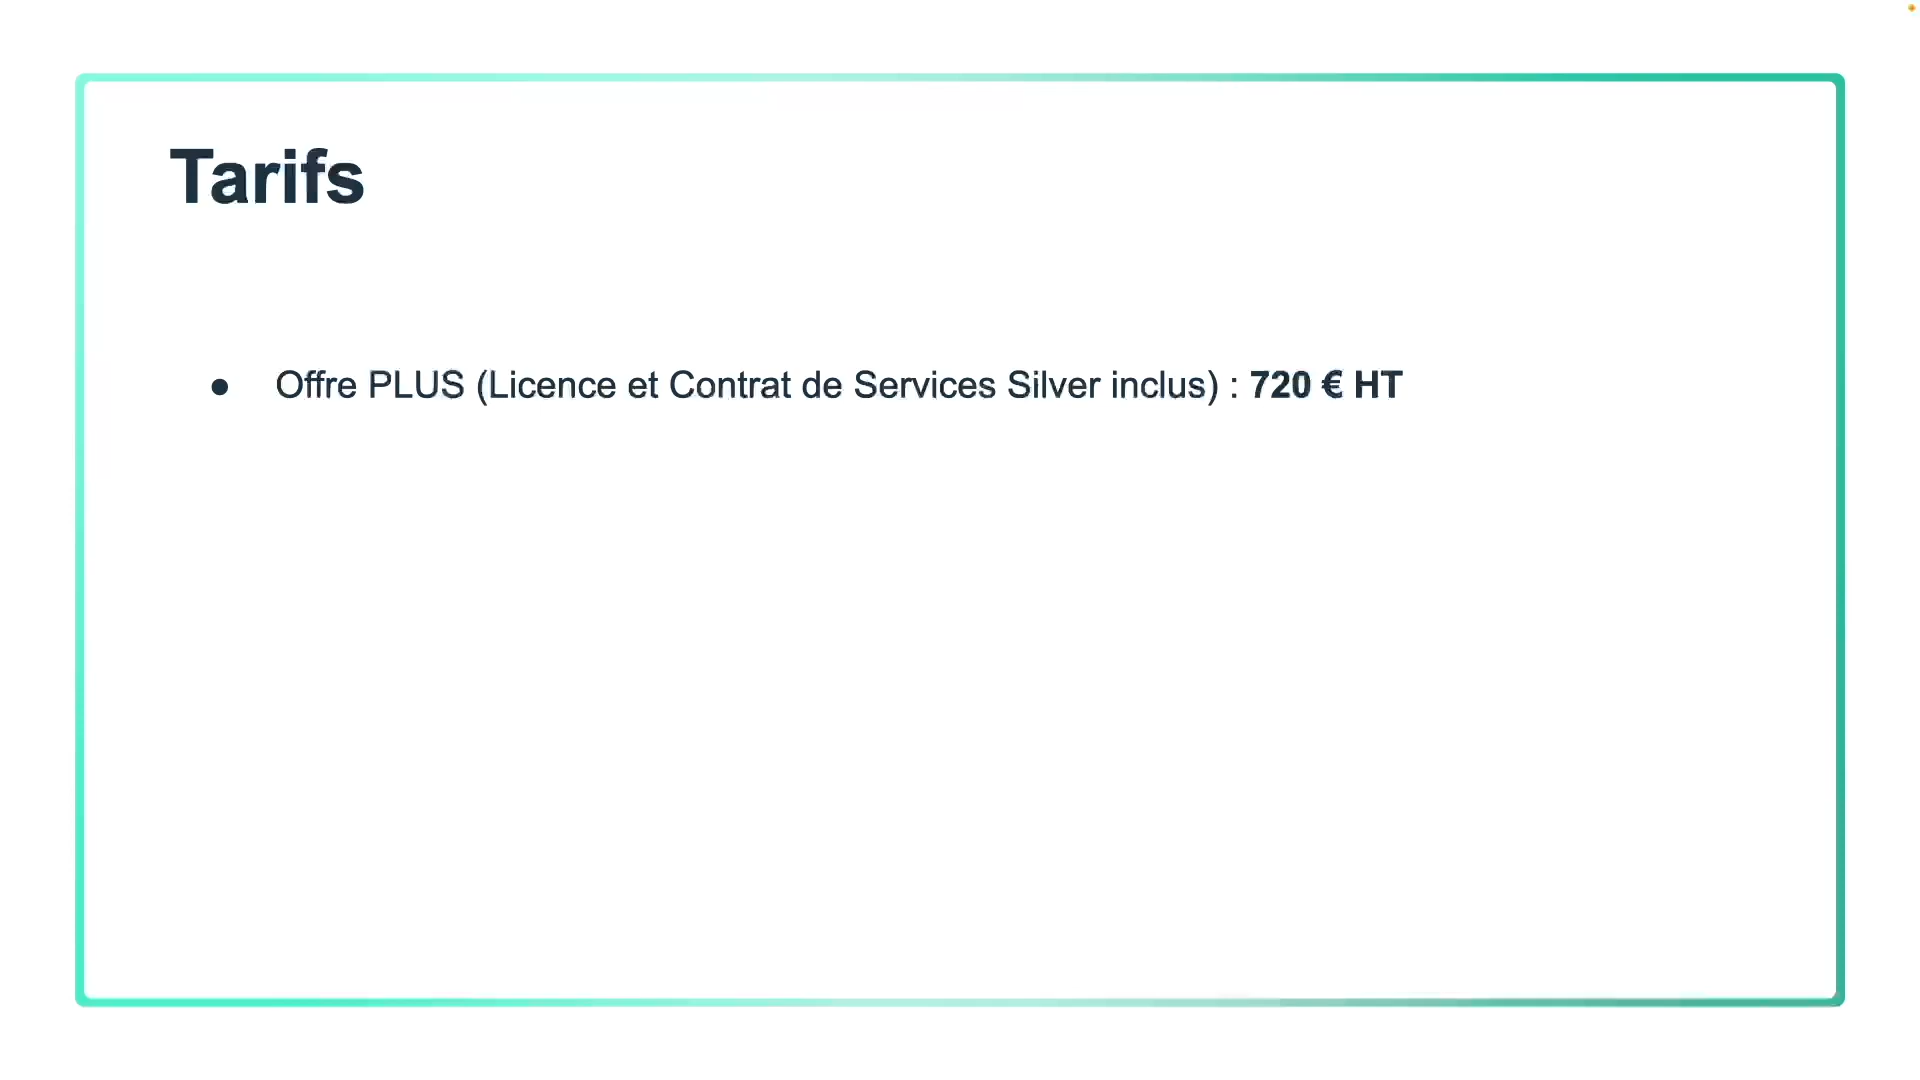 Tarifs
● Offre PLUS (Licence et Contrat de Services Silver inclus) : 720 € HT